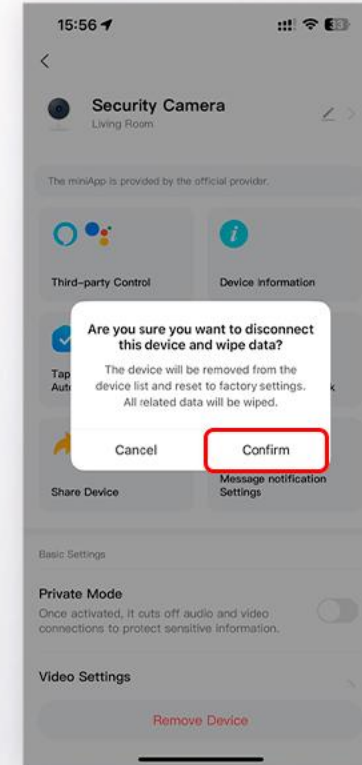 15:56
Security Camera
Living Room
The miniApp is provided by the official provider.
Third-party Control
Device Information
Are you sure you want to disconnect
this device and wipe data?
The device will be
removed from the
device list and reset
to factory settings.
All related data
will be wiped.
Tap
Auto
k
Cancel
Confirm
Share Device
Message notification
Settings
Basic Settings
Private Mode
Once activated, it cuts off audio and video
connections to protect sensitive information.
Video Settings
Remove Device